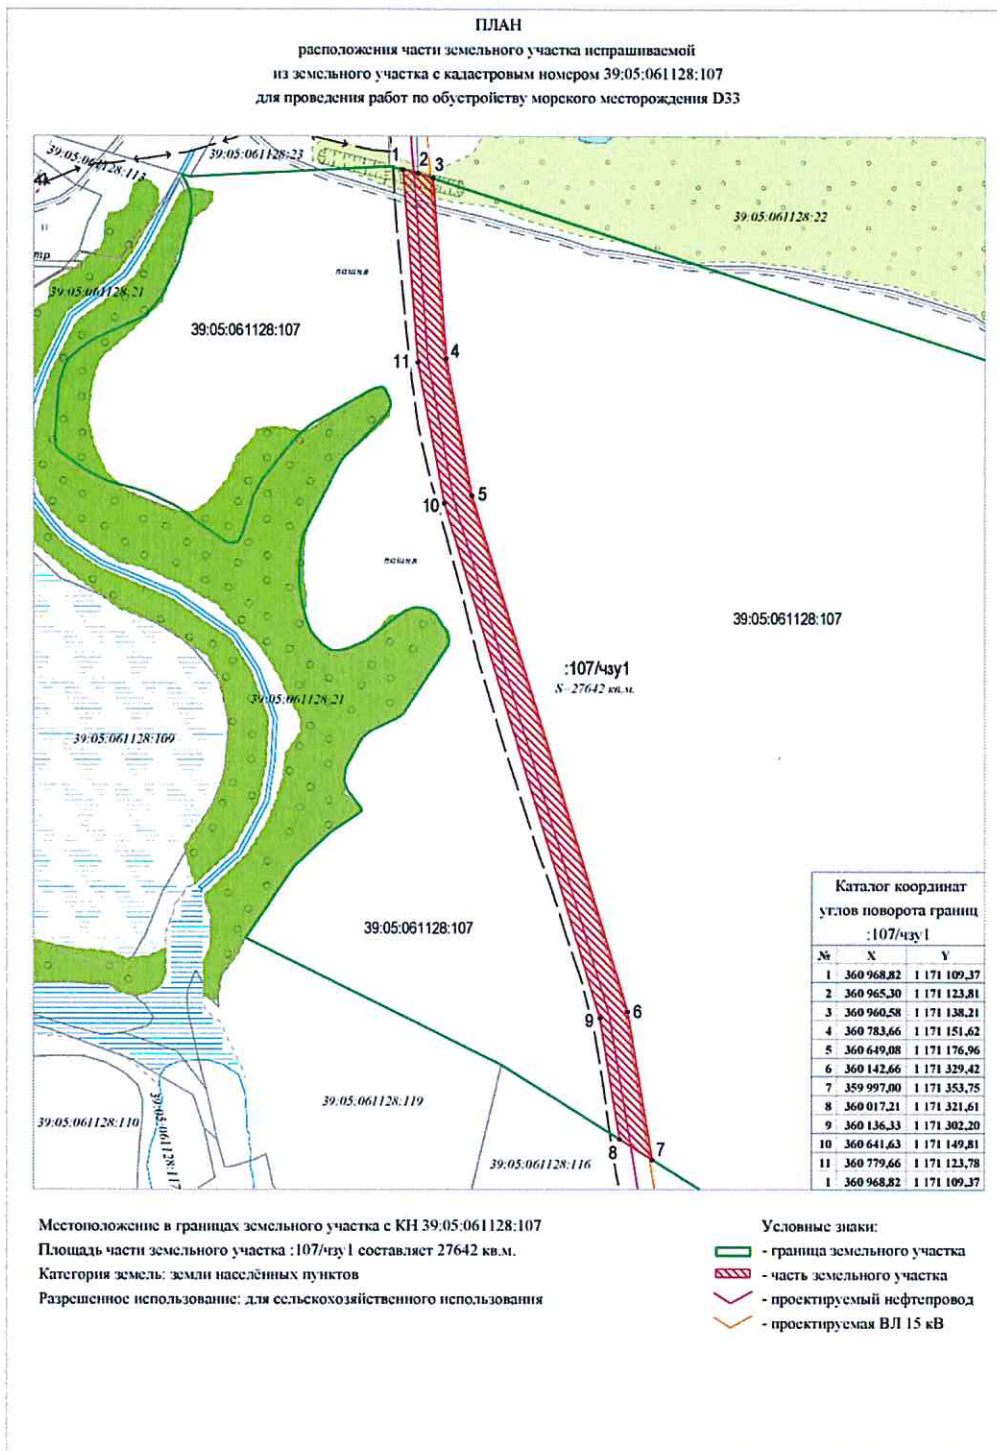 ПЛАН
расположения части земельного участка испрашиваемой
из земельного участка с кадастровым номером 39:05:061128:107
для проведения работ по обустройству морского месторождения D33
39:05:061128:113
39:05:061128:23
1
2
3
39:05:061128:22
тр
пашня
39:05:061128:21
39:05:061128:107
4
11
5
10
пашня
39:05:061128:107
:107/чзу1
S=27642 кв.м.
39:05:061128:21
39:05:061128:109
39:05:061128:107
6
9
8
7
39:05:061128:119
39:05:061128:110
39:05:061128:117
39:05:061128:116
Каталог координат
углов поворота границ
:107/чзу1
№ X Y
1 360 968,82 1 171 109,37
2 360 965,30 1 171 123,81
3 360 960,58 1 171 138,21
4 360 783,66 1 171 151,62
5 360 649,08 1 171 176,96
6 360 142,66 1 171 329,42
7 359 997,00 1 171 353,75
8 360 017,21 1 171 321,61
9 360 136,33 1 171 302,20
10 360 641,63 1 171 149,81
11 360 779,66 1 171 123,78
1 360 968,82 1 171 109,37
Местоположение в границах земельного участка с КН 39:05:061128:107
Площадь части земельного участка :107/чзу1 составляет 27642 кв.м.
Категория земель: земли населённых пунктов
Разрешенное использование: для сельскохозяйственного использования
Условные знаки:
- граница земельного участка
- часть земельного участка
- проектируемый нефтепровод
- проектируемая ВЛ 15 кВ